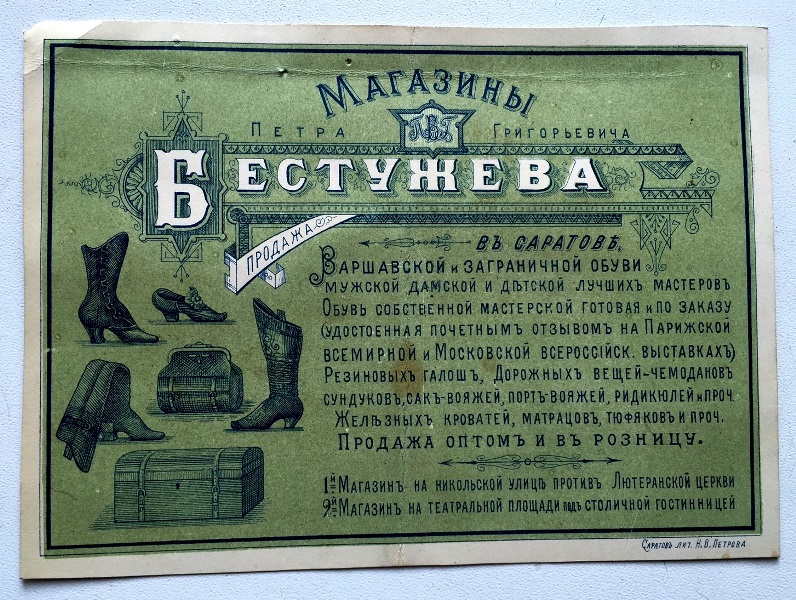 Магазины
Петра П.В.Г Григорьевича
Бестужева
Продажа
въ Саратовѣ,
Варшавской и заграничной обуви
мужской дамской и дѣтской лучшихъ мастеровъ
Обувь собственной мастерской готовая и по заказу
(удостоенная почетнымъ отзывомъ на Парижской
всемирной и Московской всероссійск. выставкахъ)
Резиновыхъ галошъ, Дорожныхъ вещей-чемодановъ
сундуковъ, сакъ-вояжей, портъ-вояжей, ридикюлей и проч.
Желѣзныхъ кроватей, матрацовъ, тюфяковъ и проч.
Продажа оптомъ и въ розницу.
1й Магазинъ на Никольской улицѣ противъ Лютеранской церкви
2й Магазинъ на Театральной площади подъ столичной гостинницей
Саратовъ лит. А. В. Петрова